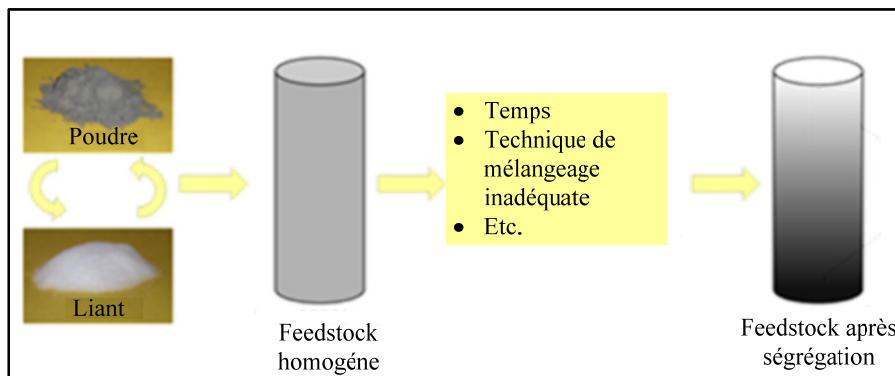 Poudre
Liant
Feedstock
homogéne
• Temps
• Technique de
mélangeage
inadéquate
• Etc.
Feedstock après
ségrégation